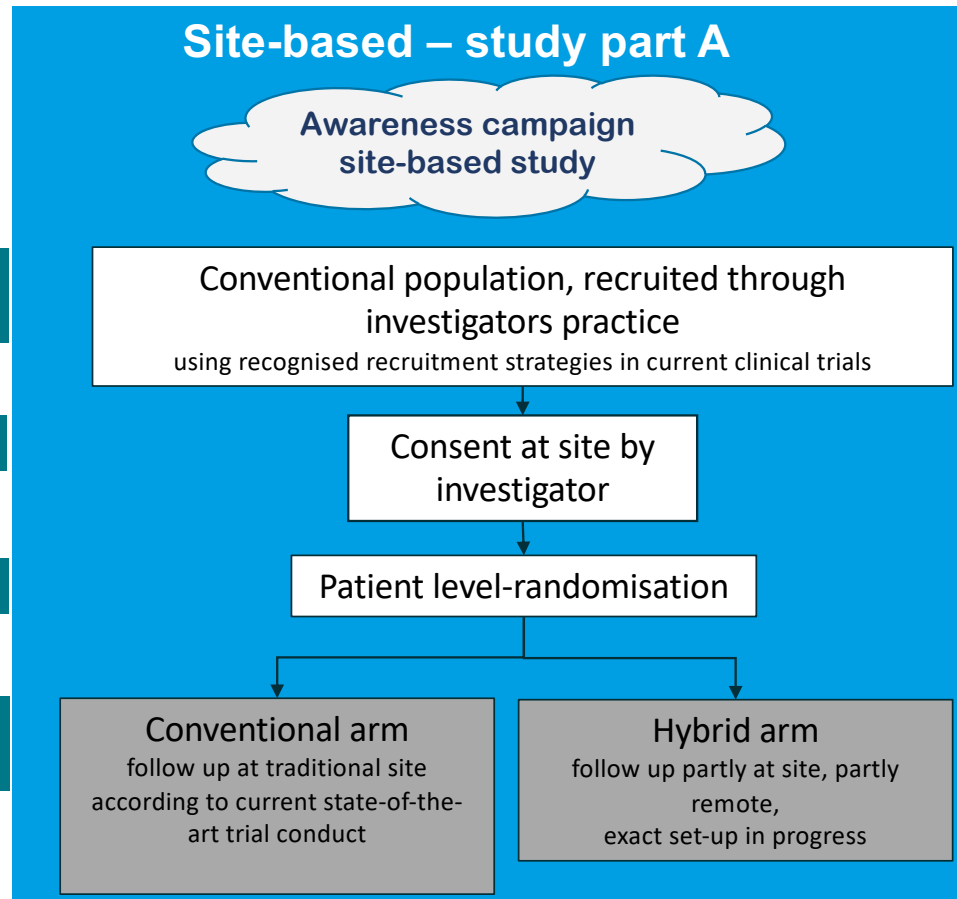 Site-based – study part A
Awareness campaign
site-based study
Conventional population, recruited through
investigators practice
using recognised recruitment strategies in current clinical trials
Consent at site by
investigator
Patient level-randomisation
Conventional arm
follow up at traditional site
according to current state-of-the-
art trial conduct
Hybrid arm
follow up partly at site, partly
remote,
exact set-up in progress